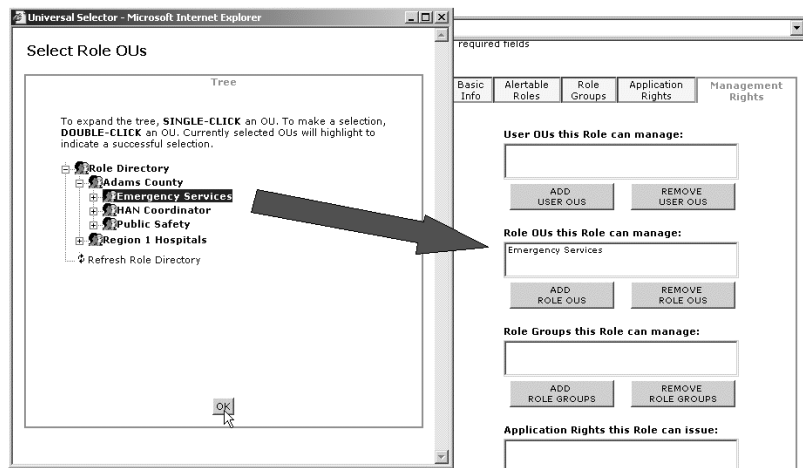 Universal Selector - Microsoft Internet Explorer
Select Role OUs
Tree
To expand the tree, SINGLE-CLICK an OU. To make a selection,
DOUBLE-CLICK an OU. Currently selected OUs will highlight to
indicate a successful selection.
Role Directory
Adams County
Emergency Services
HAN Coordinator
Public Safety
Region 1 Hospitals
Refresh Role Directory
OK
required fields
Basic
Info
Alertable
Roles
Role
Groups
Application
Rights
Management
Rights
User OUs this Role can manage:
ADD
USER OUS
REMOVE
USER OUS
Role OUs this Role can manage:
Emergency Services
ADD
ROLE OUS
REMOVE
ROLE OUS
Role Groups this Role can manage:
ADD
ROLE GROUPS
REMOVE
ROLE GROUPS
Application Rights this Role can issue: